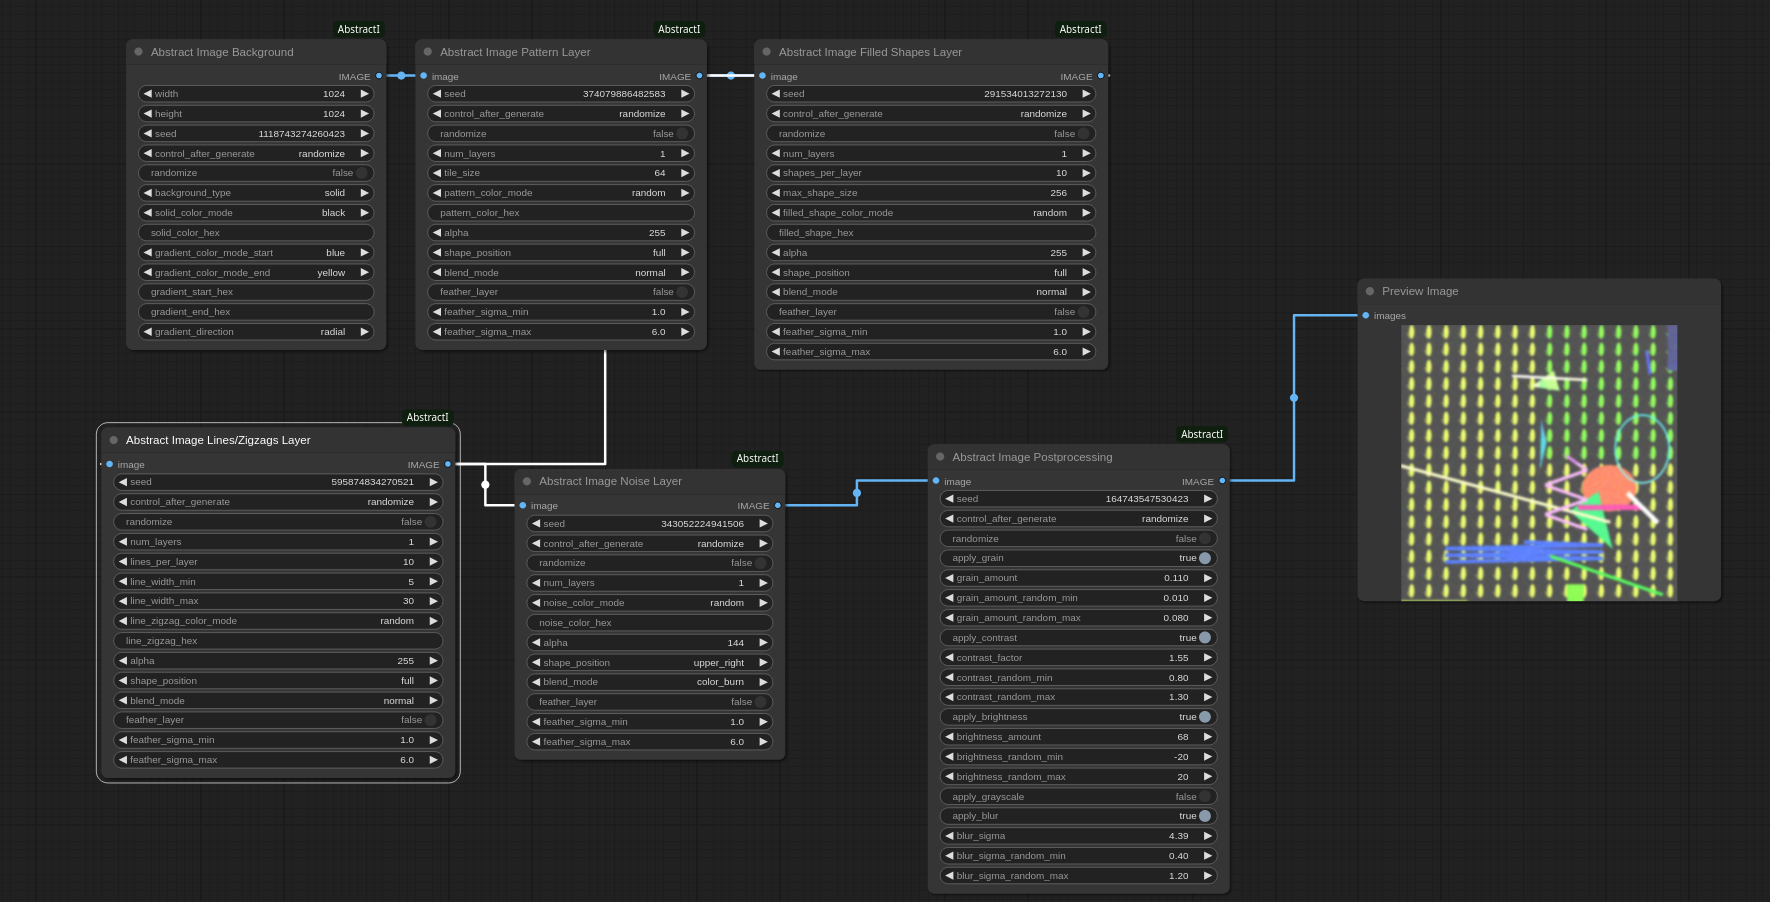 AbstractI
Abstract Image Background
IMAGE
width 1024
height 1024
seed 1118743274260423
control_after_generate randomize
randomize false
background_type solid
solid_color_mode black
solid_color_hex
gradient_color_mode_start blue
gradient_color_mode_end yellow
gradient_start_hex
gradient_end_hex
gradient_direction radial
AbstractI
Abstract Image Pattern Layer
image IMAGE
seed 374079886482583
control_after_generate randomize
randomize false
num_layers 1
tile_size 64
pattern_color_mode random
pattern_color_hex
alpha 255
shape_position full
blend_mode normal
feather_layer false
feather_sigma_min 1.0
feather_sigma_max 6.0
AbstractI
Abstract Image Filled Shapes Layer
image IMAGE
seed 291534013272130
control_after_generate randomize
randomize false
num_layers 1
shapes_per_layer 10
max_shape_size 256
filled_shape_color_mode random
filled_shape_hex
alpha 255
shape_position full
blend_mode normal
feather_layer false
feather_sigma_min 1.0
feather_sigma_max 6.0
AbstractI
Abstract Image Lines/Zigzags Layer
image IMAGE
seed 595874834270521
control_after_generate randomize
randomize false
num_layers 1
lines_per_layer 10
line_width_min 5
line_width_max 30
line_zigzag_color_mode random
line_zigzag_hex
alpha 255
shape_position full
blend_mode normal
feather_layer false
feather_sigma_min 1.0
feather_sigma_max 6.0
AbstractI
Abstract Image Noise Layer
image IMAGE
seed 343052224941506
control_after_generate randomize
randomize false
num_layers 1
noise_color_mode random
noise_color_hex
alpha 144
shape_position upper_right
blend_mode color_burn
feather_layer false
feather_sigma_min 1.0
feather_sigma_max 6.0
AbstractI
Abstract Image Postprocessing
image IMAGE
seed 164743547530423
control_after_generate randomize
randomize false
apply_grain true
grain_amount 0.110
grain_amount_random_min 0.010
grain_amount_random_max 0.080
apply_contrast true
contrast_factor 1.55
contrast_random_min 0.80
contrast_random_max 1.30
apply_brightness true
brightness_amount 68
brightness_random_min -20
brightness_random_max 20
apply_grayscale false
apply_blur true
blur_sigma 4.39
blur_sigma_random_min 0.40
blur_sigma_random_max 1.20
Preview Image
images